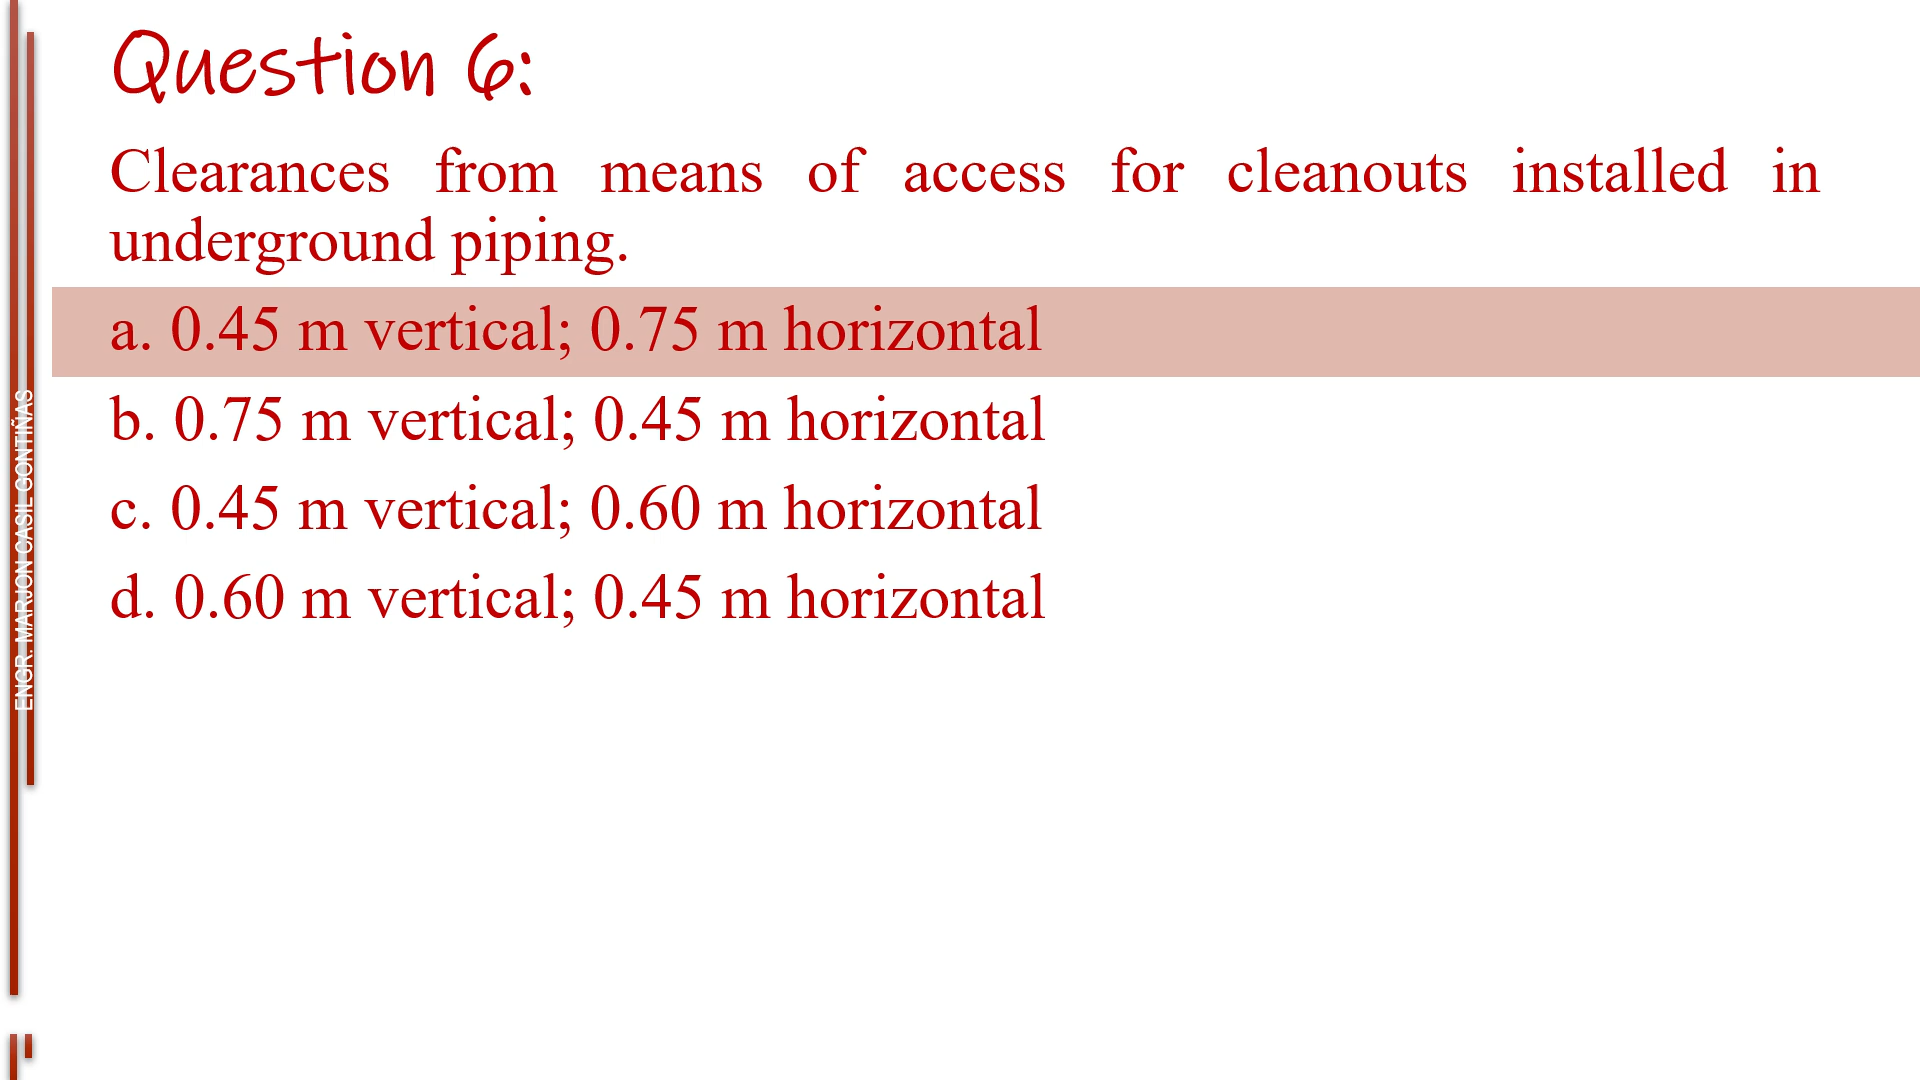 Question 6:
Clearances from means of access for cleanouts installed in
underground piping.
a. 0.45 m vertical; 0.75 m horizontal
b. 0.75 m vertical; 0.45 m horizontal
c. 0.45 m vertical; 0.60 m horizontal
d. 0.60 m vertical; 0.45 m horizontal
ENGR. MARJON CASIL GONTIÑAS